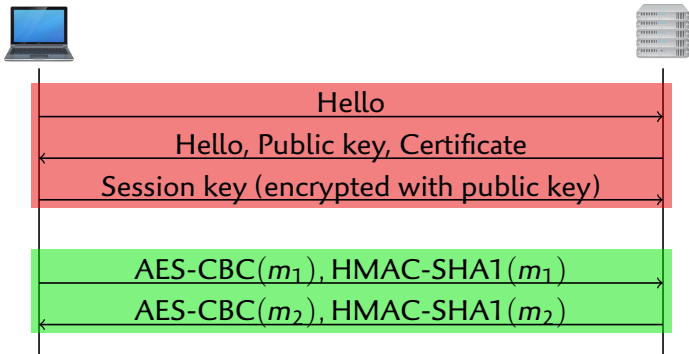 Hello
Hello, Public key, Certificate
Session key (encrypted with public key)
AES-CBC(m₁), HMAC-SHA1(m₁)
AES-CBC(m₂), HMAC-SHA1(m₂)